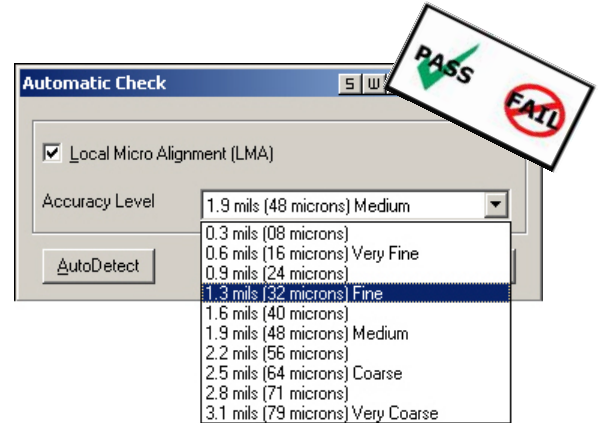 PASS
FAIL
Automatic Check
S W
Local Micro Alignment (LMA)
Accuracy Level
1.9 mils (48 microns) Medium
AutoDetect
0.3 mils (08 microns)
0.6 mils (16 microns) Very Fine
0.9 mils (24 microns)
1.3 mils (32 microns) Fine
1.6 mils (40 microns)
1.9 mils (48 microns) Medium
2.2 mils (56 microns)
2.5 mils (64 microns) Coarse
2.8 mils (71 microns)
3.1 mils (79 microns) Very Coarse